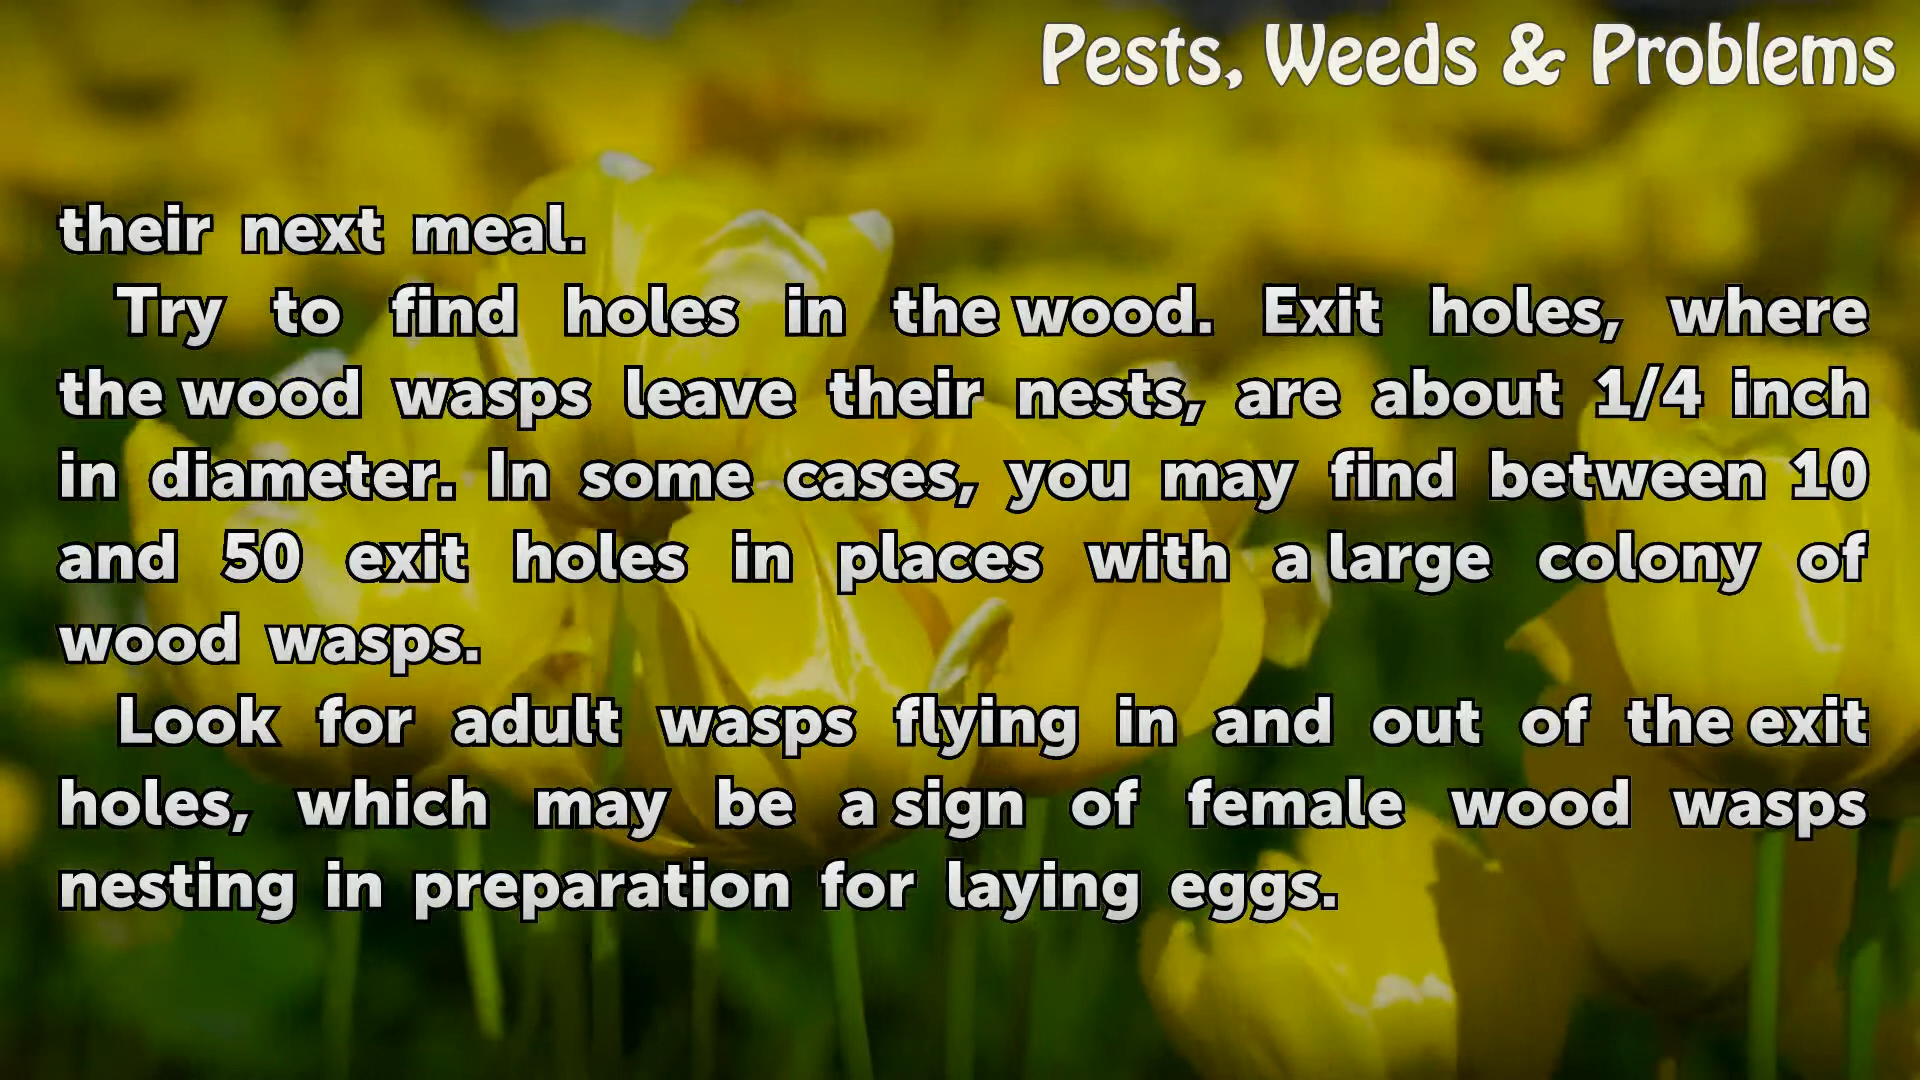 Pests, Weeds & Problems
their next meal.
Try to find holes in the wood. Exit holes, where
the wood wasps leave their nests, are about 1/4 inch
in diameter. In some cases, you may find between 10
and 50 exit holes in places with a large colony of
wood wasps.
Look for adult wasps flying in and out of the exit
holes, which may be a sign of female wood wasps
nesting in preparation for laying eggs.